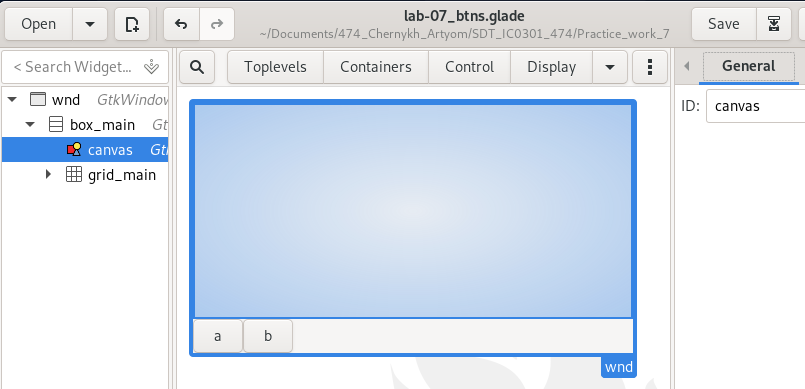 Open
lab-07_btns.glade
~/Documents/474_Chernykh_Artyom/SDT_IC0301_474/Practice_work_7
Save
< Search Widget...
Toplevels
Containers
Control
Display
General
wnd GtkWindow
box_main Gt
canvas Gt
grid_main
ID:
canvas
a
b
wnd